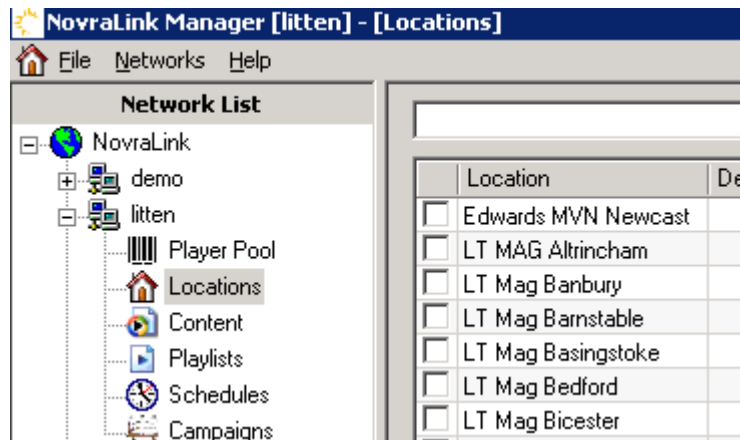 NovraLink Manager [litten] - [Locations]
File Networks Help
Network List
NovraLink
demo
litten
Player Pool
Locations
Content
Playlists
Schedules
Campaigns
Location De
Edwards MVN Newcast
LT MAG Altrincham
LT Mag Banbury
LT Mag Barnstable
LT Mag Basingstoke
LT Mag Bedford
LT Mag Bicester